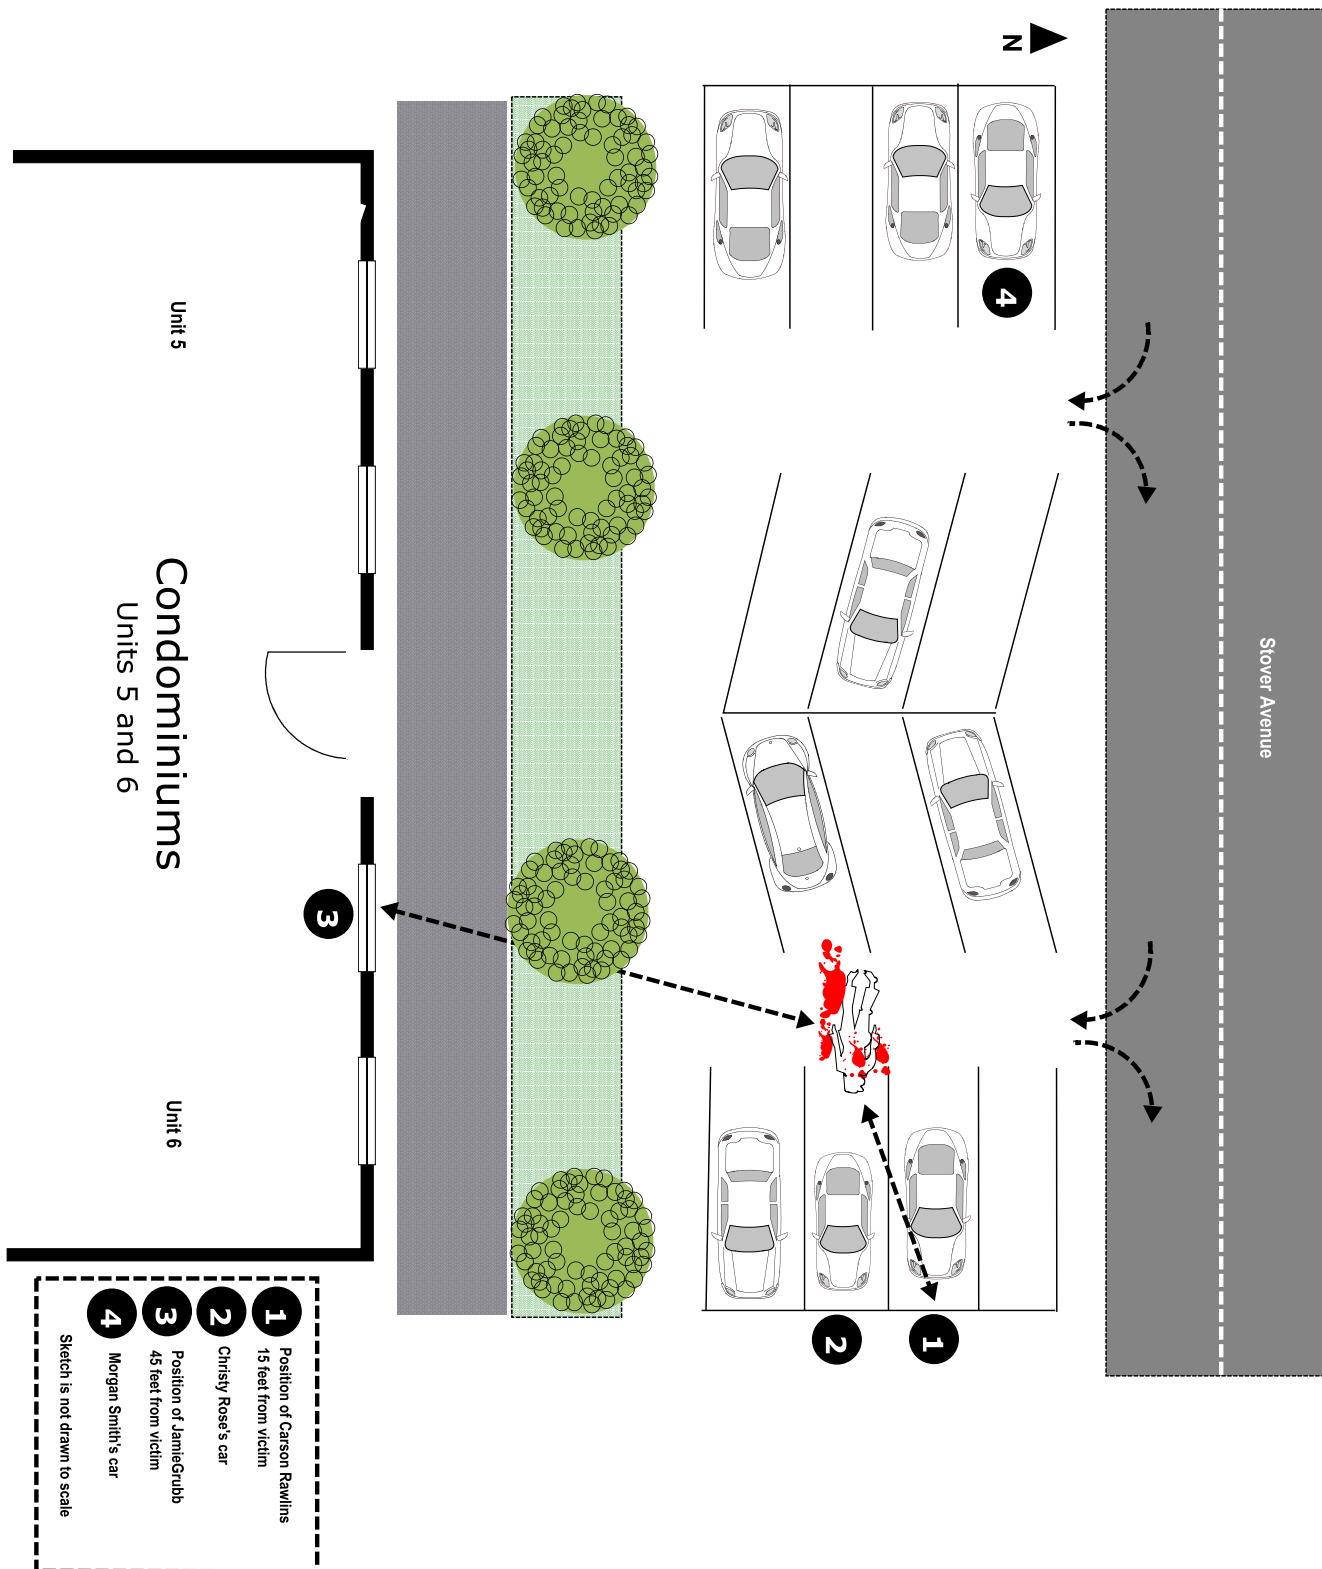 N
Stover Avenue
4
Unit 5
Condominiums
Units 5 and 6
3
Unit 6
2
1
1
Position of Carson Rawlins
15 feet from victim
2
Christy Rose's car
3
Position of JamieGrubb
45 feet from victim
4
Morgan Smith's car
Sketch is not drawn to scale